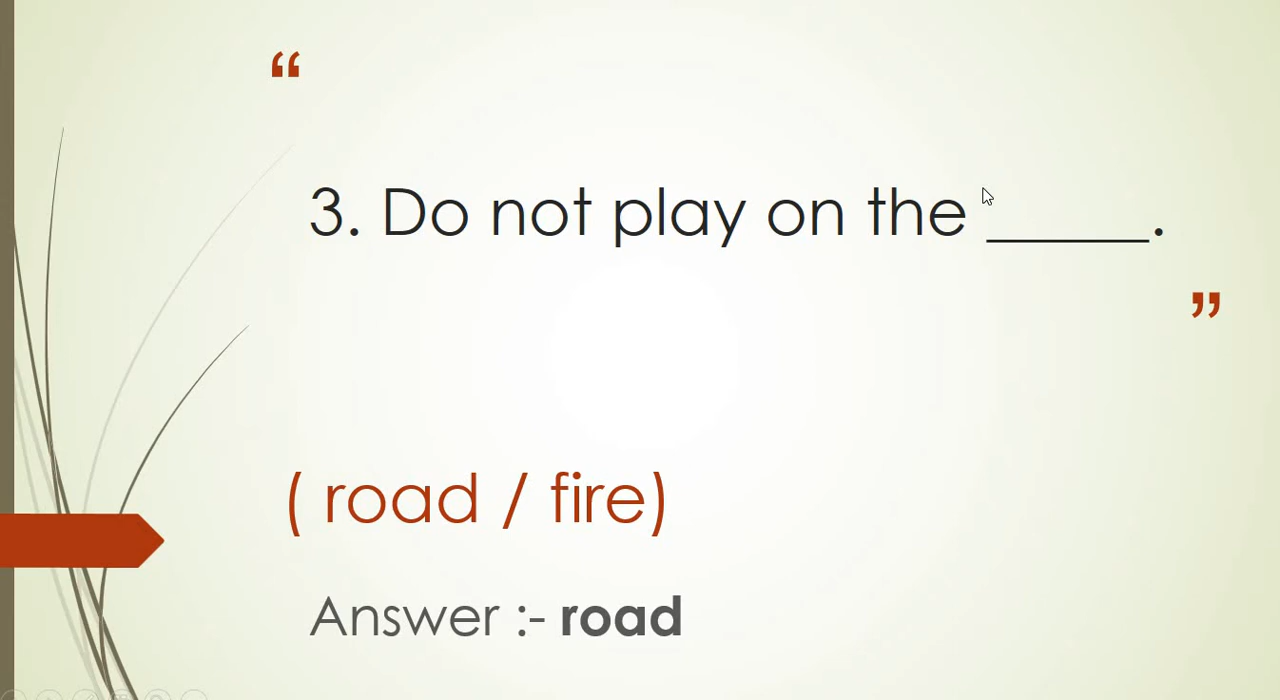 “
3. Do not play on the ______.
”
( road / fire)
Answer :- road